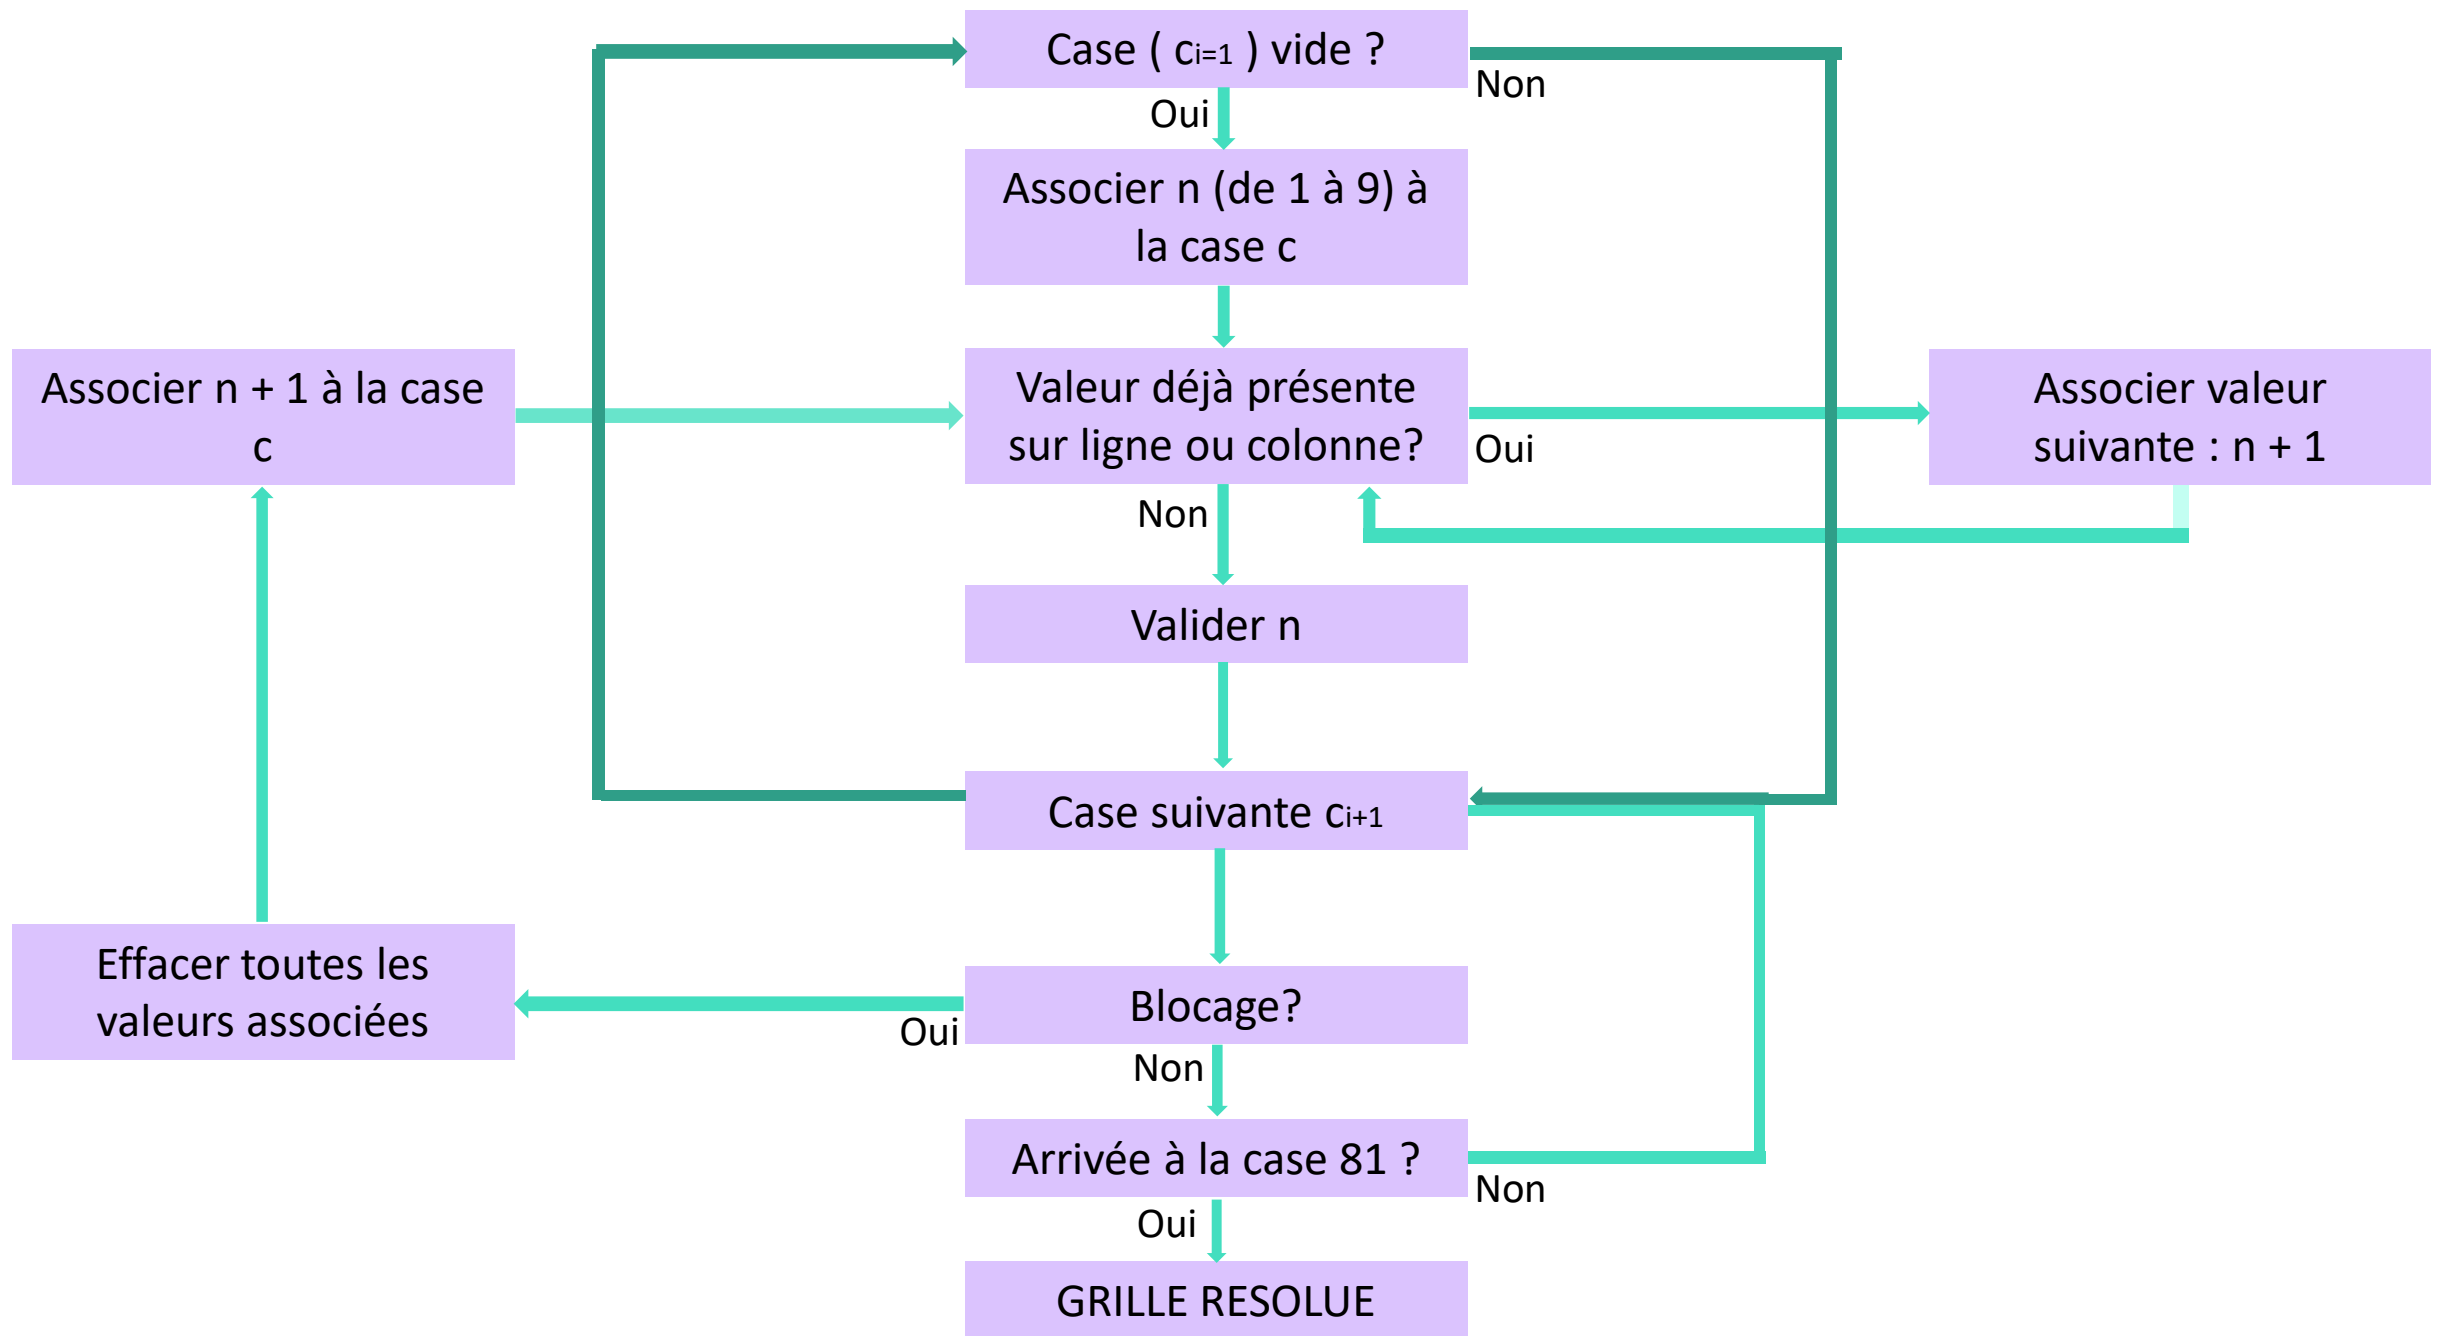 Case ( ci=1 ) vide ?
Non
Oui
Associer n (de 1 à 9) à
la case c
Associer n + 1 à la case
c
Valeur déjà présente
sur ligne ou colonne?
Oui
Associer valeur
suivante : n + 1
Non
Valider n
Case suivante ci+1
Effacer toutes les
valeurs associées
Oui
Blocage?
Non
Arrivée à la case 81 ?
Non
Oui
GRILLE RESOLUE